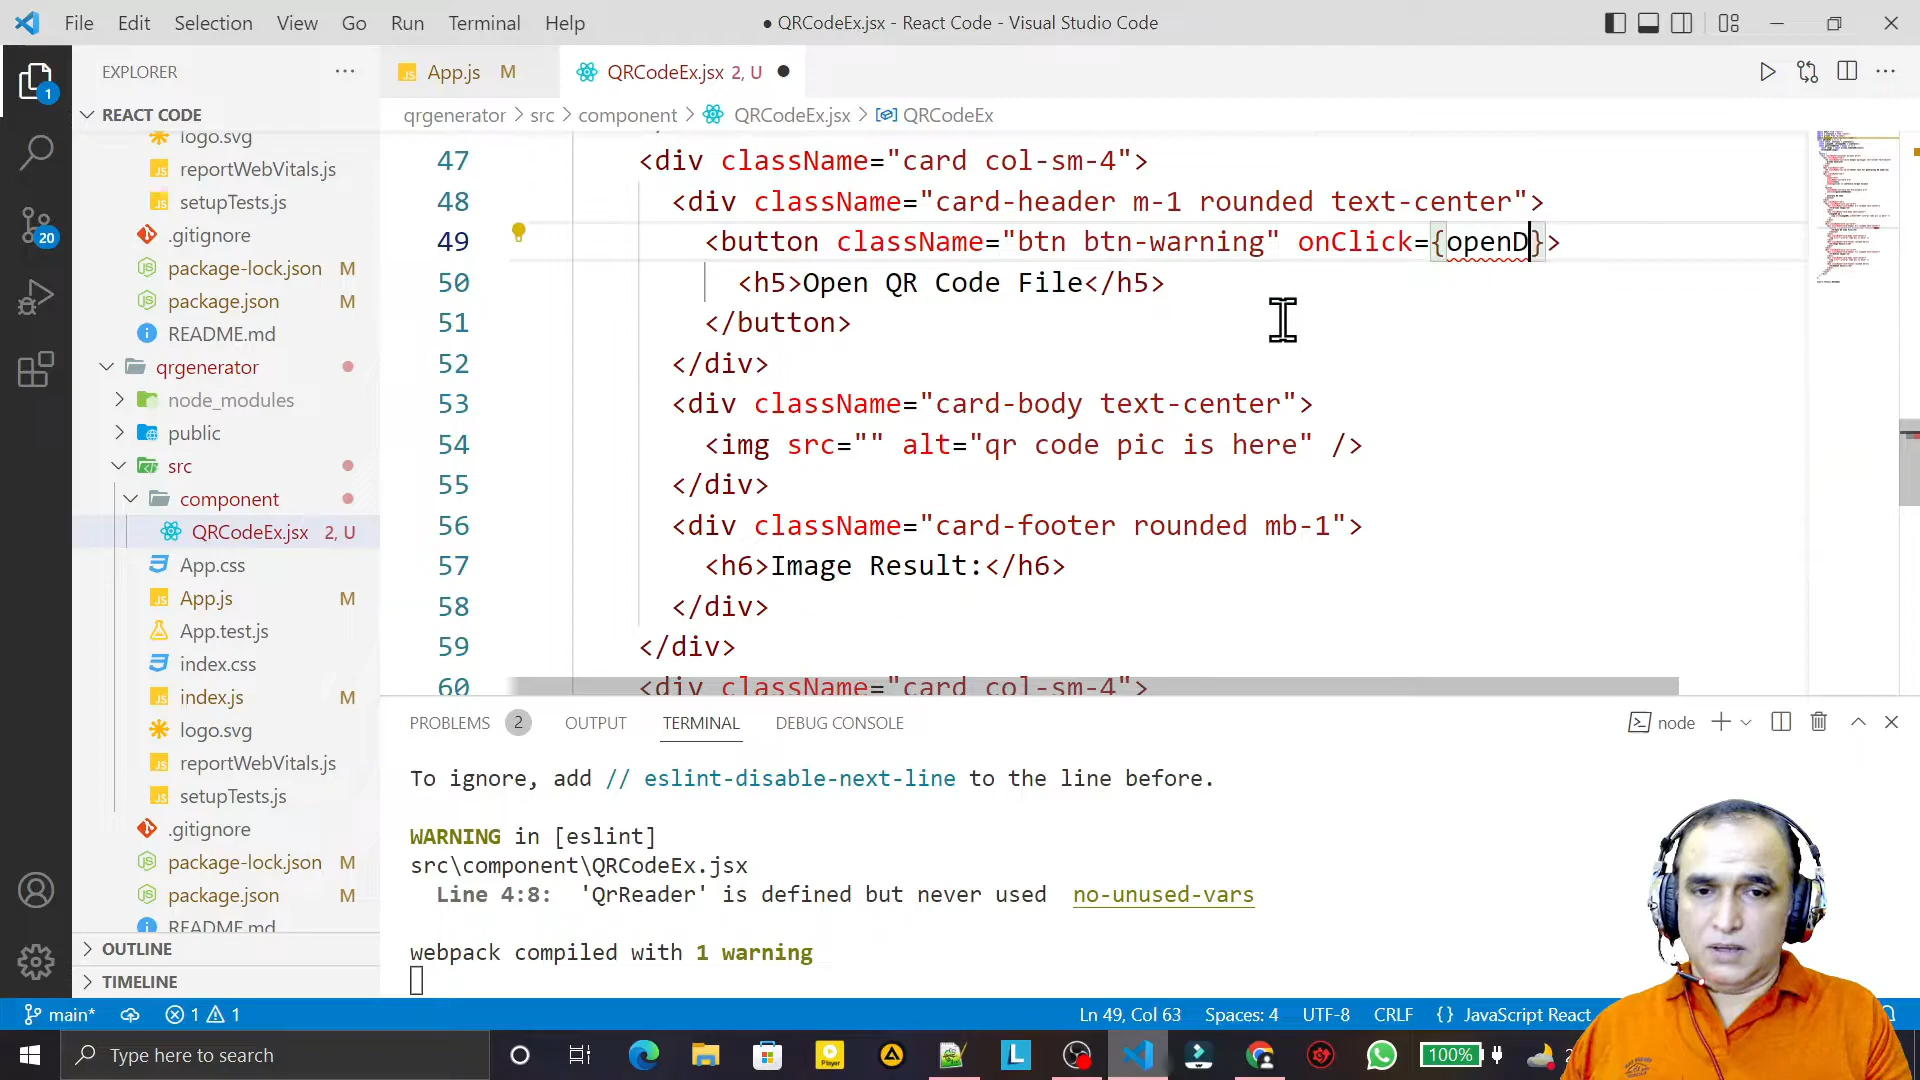 File Edit Selection View Go Run Terminal Help
● QRCodeEx.jsx - React Code - Visual Studio Code
EXPLORER
REACT CODE
logo.svg
reportWebVitals.js
setupTests.js
.gitignore
package-lock.json M
package.json M
README.md
qrgenerator
node_modules
public
src
component
QRCodeEx.jsx 2, U
App.css
App.js M
App.test.js
index.css
index.js M
logo.svg
reportWebVitals.js
setupTests.js
.gitignore
package-lock.json M
package.json M
README.md
OUTLINE
TIMELINE
1
20
App.js M
QRCodeEx.jsx 2, U ●
qrgenerator > src > component > QRCodeEx.jsx > QRCodeEx
47 <div className="card col-sm-4">
48 <div className="card-header m-1 rounded text-center">
49 <button className="btn btn-warning" onClick={openD}>
50 <h5>Open QR Code File</h5>
51 </button>
52 </div>
53 <div className="card-body text-center">
54 <img src="" alt="qr code pic is here" />
55 </div>
56 <div className="card-footer rounded mb-1">
57 <h6>Image Result:</h6>
58 </div>
59 </div>
60 <div className="card col-sm-4">
PROBLEMS 2 OUTPUT TERMINAL DEBUG CONSOLE
node
To ignore, add // eslint-disable-next-line to the line before.
WARNING in [eslint]
src\component\QRCodeEx.jsx
Line 4:8: 'QrReader' is defined but never used no-unused-vars
webpack compiled with 1 warning
main* 1 1
Ln 49, Col 63 Spaces: 4 UTF-8 CRLF {} JavaScript React
Type here to search
100%